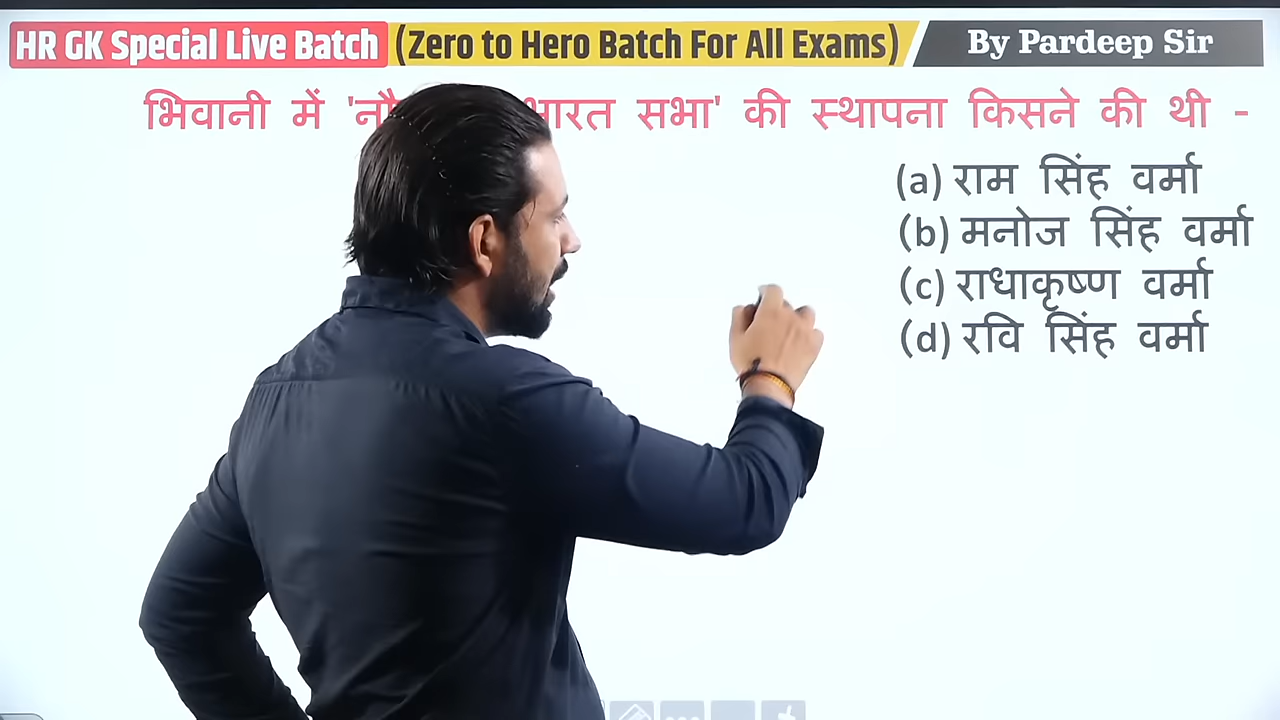 HR GK Special Live Batch (Zero to Hero Batch For All Exams) By Pardeep Sir
भिवानी में सभा' की स्थापना किसने की थी -
(a) राम सिंह वर्मा
(b) मनोज सिंह वर्मा
(c) राधाकृष्ण वर्मा
(d) रवि सिंह वर्मा